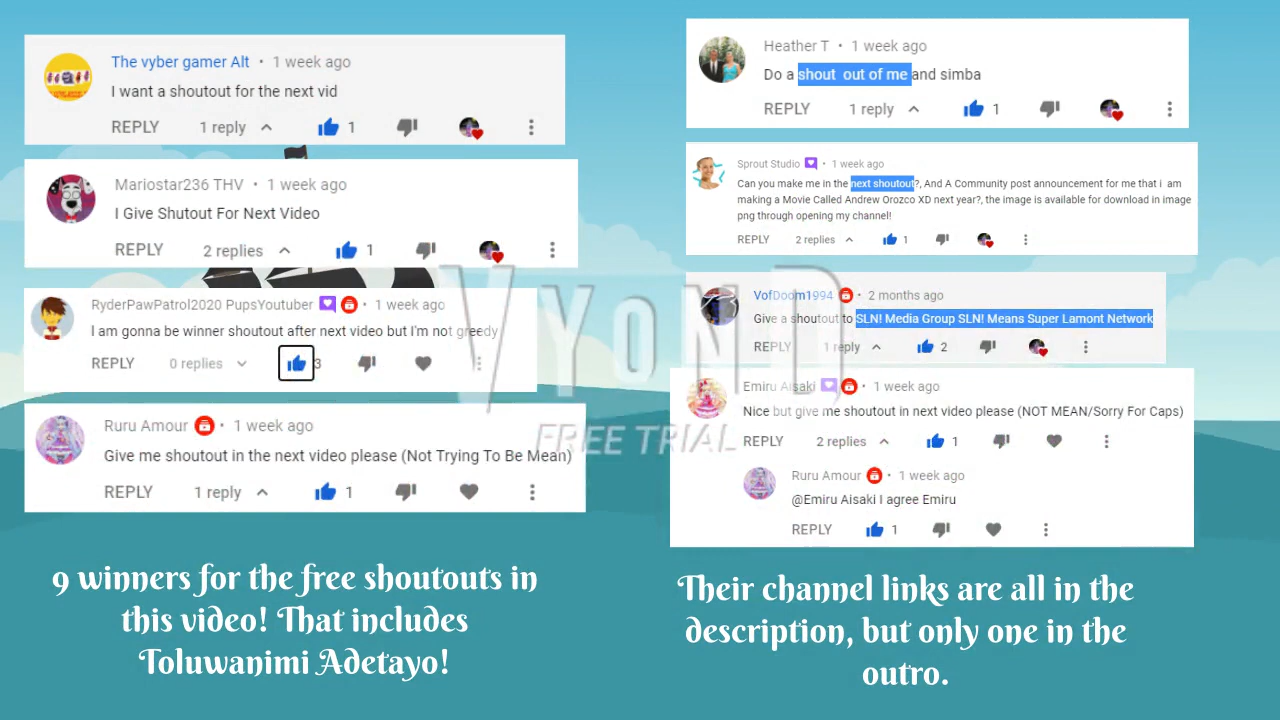 The vyber gamer Alt • 1 week ago
I want a shoutout for the next vid
REPLY 1 reply 1
Mariostar236 THV • 1 week ago
I Give Shutout For Next Video
REPLY 2 replies 1
RyderPawPatrol2020 PupsYoutuber • 1 week ago
I am gonna be winner shoutout after next video but I'm not greedy
REPLY 0 replies 3
Ruru Amour • 1 week ago
Give me shoutout in the next video please (Not Trying To Be Mean)
REPLY 1 reply 1
9 winners for the free shoutouts in
this video! That includes
Toluwanimi Adetayo!
Heather T • 1 week ago
Do a shout out of me and simba
REPLY 1 reply 1
Sprout Studio • 1 week ago
Can you make me in the next shoutout?, And A Community post announcement for me that i am
making a Movie Called Andrew Orozco XD next year?, the image is available for download in image
png through opening my channel!
REPLY 2 replies 1
VofDoom1994 • 2 months ago
Give a shoutout to SLN! Media Group SLN! Means Super Lamont Network
REPLY 1 reply 2
Emiru Aisaki • 1 week ago
Nice but give me shoutout in next video please (NOT MEAN/Sorry For Caps)
REPLY 2 replies 1
Ruru Amour • 1 week ago
@Emiru Aisaki I agree Emiru
REPLY 1
Their channel links are all in the
description, but only one in the
outro.
VYOND
FREE TRIAL